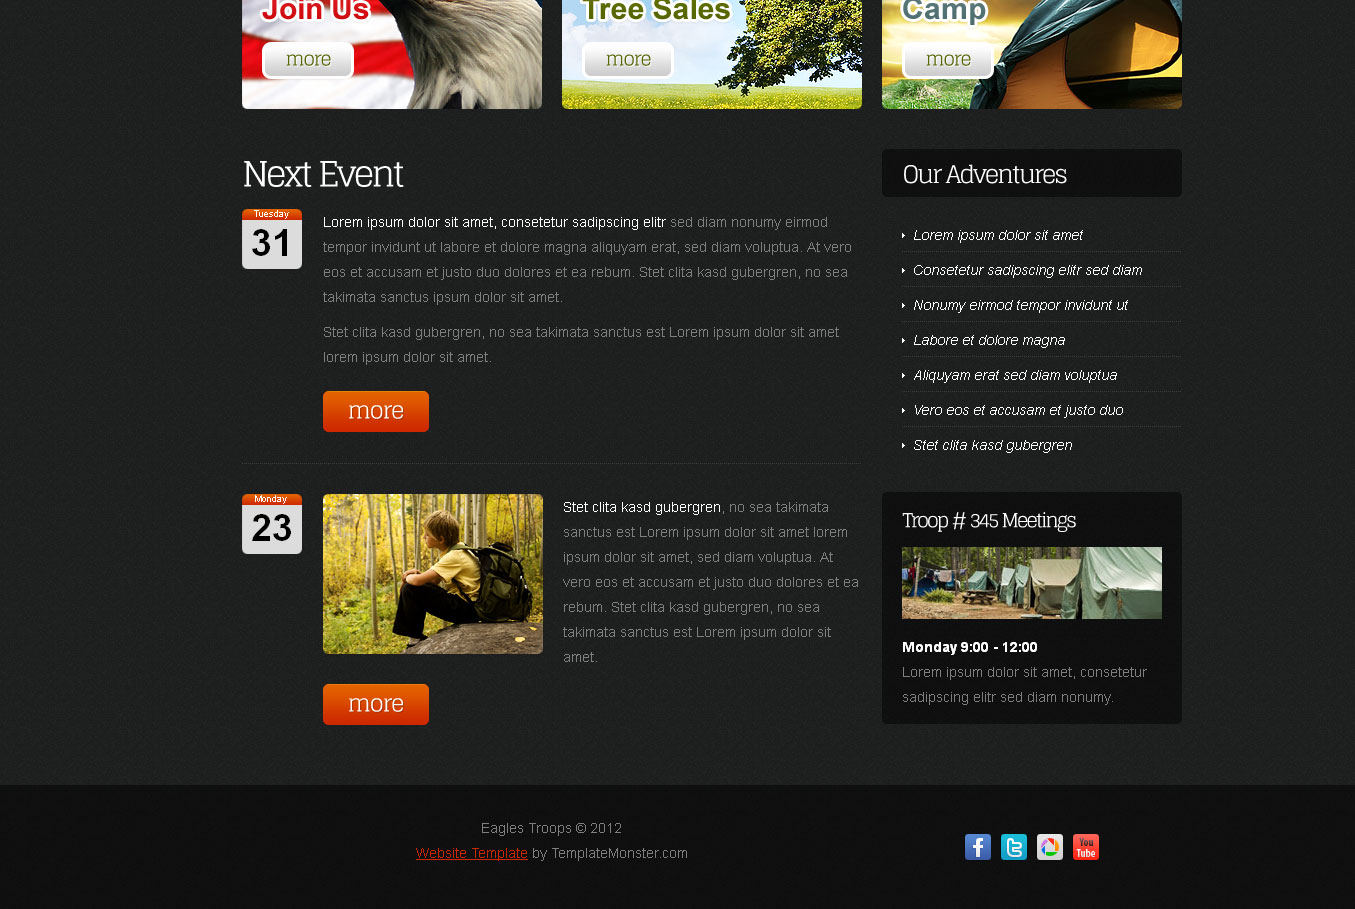 Join Us
more
Tree Sales
more
Camp
more
Next Event
Tuesday
31
Lorem ipsum dolor sit amet, consetetur sadipscing elitr sed diam nonumy eirmod
tempor invidunt ut labore et dolore magna aliquyam erat, sed diam voluptua. At vero
eos et accusam et justo duo dolores et ea rebum. Stet clita kasd gubergren, no sea
takimata sanctus ipsum dolor sit amet.
Stet clita kasd gubergren, no sea takimata sanctus est Lorem ipsum dolor sit amet
lorem ipsum dolor sit amet.
more
Monday
23
Stet clita kasd gubergren, no sea takimata
sanctus est Lorem ipsum dolor sit amet lorem
ipsum dolor sit amet, sed diam voluptua. At
vero eos et accusam et justo duo dolores et ea
rebum. Stet clita kasd gubergren, no sea
takimata sanctus est Lorem ipsum dolor sit
amet.
more
Our Adventures
Lorem ipsum dolor sit amet
Consetetur sadipscing elitr sed diam
Nonumy eirmod tempor invidunt ut
Labore et dolore magna
Aliquyam erat sed diam voluptua
Vero eos et accusam et justo duo
Stet clita kasd gubergren
Troop # 345 Meetings
Monday 9:00 - 12:00
Lorem ipsum dolor sit amet, consetetur
sadipscing elitr sed diam nonumy.
Eagles Troops © 2012
Website Template by TemplateMonster.com
You
Tube